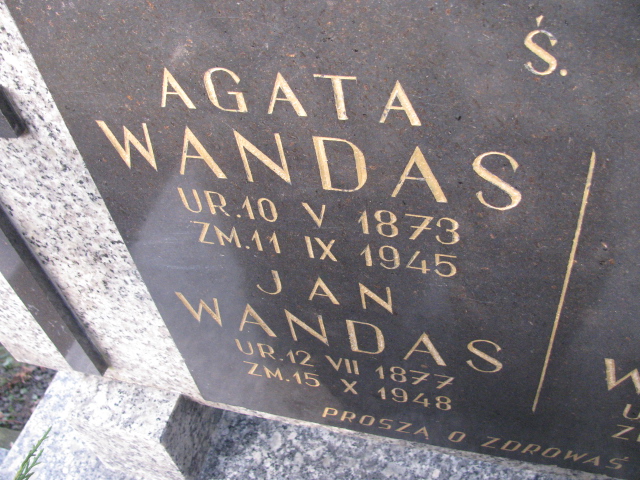 Ś.
AGATA
WANDAS
UR.10 V 1873
ZM.11 IX 1945
JAN
WANDAS
UR.12 VII 1877
ZM.15 X 1948
PROSZĄ O ZDROWAŚ